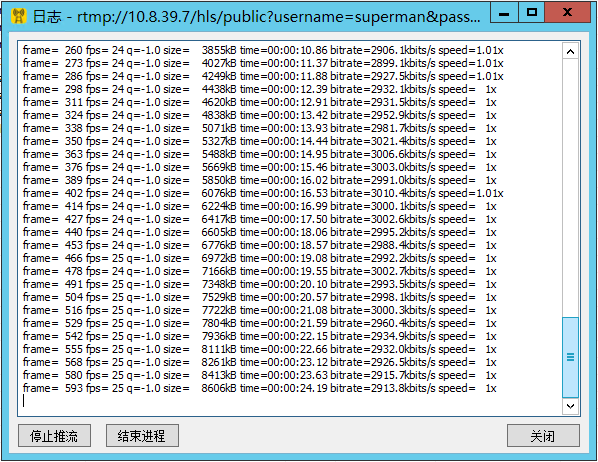 日志 - rtmp://10.8.39.7/hls/public?username=superman&pass...
frame= 260 fps= 24 q=-1.0 size= 3855kB time=00:00:10.86 bitrate=2906.1kbits/s speed=1.01x
frame= 273 fps= 24 q=-1.0 size= 4027kB time=00:00:11.37 bitrate=2899.1kbits/s speed=1.01x
frame= 286 fps= 24 q=-1.0 size= 4249kB time=00:00:11.88 bitrate=2927.5kbits/s speed=1.01x
frame= 298 fps= 24 q=-1.0 size= 4438kB time=00:00:12.39 bitrate=2932.1kbits/s speed= 1x
frame= 311 fps= 24 q=-1.0 size= 4620kB time=00:00:12.91 bitrate=2931.5kbits/s speed= 1x
frame= 324 fps= 24 q=-1.0 size= 4838kB time=00:00:13.42 bitrate=2952.9kbits/s speed= 1x
frame= 338 fps= 24 q=-1.0 size= 5071kB time=00:00:13.93 bitrate=2981.7kbits/s speed= 1x
frame= 350 fps= 24 q=-1.0 size= 5327kB time=00:00:14.44 bitrate=3021.4kbits/s speed= 1x
frame= 363 fps= 24 q=-1.0 size= 5488kB time=00:00:14.95 bitrate=3006.6kbits/s speed= 1x
frame= 376 fps= 24 q=-1.0 size= 5669kB time=00:00:15.46 bitrate=3003.0kbits/s speed= 1x
frame= 389 fps= 24 q=-1.0 size= 5850kB time=00:00:16.02 bitrate=2991.0kbits/s speed= 1x
frame= 402 fps= 24 q=-1.0 size= 6076kB time=00:00:16.53 bitrate=3010.4kbits/s speed=1.01x
frame= 414 fps= 24 q=-1.0 size= 6224kB time=00:00:16.99 bitrate=3000.1kbits/s speed= 1x
frame= 427 fps= 24 q=-1.0 size= 6417kB time=00:00:17.50 bitrate=3002.6kbits/s speed= 1x
frame= 440 fps= 24 q=-1.0 size= 6605kB time=00:00:18.06 bitrate=2995.2kbits/s speed= 1x
frame= 453 fps= 24 q=-1.0 size= 6776kB time=00:00:18.57 bitrate=2988.4kbits/s speed= 1x
frame= 466 fps= 25 q=-1.0 size= 6972kB time=00:00:19.08 bitrate=2992.2kbits/s speed= 1x
frame= 478 fps= 24 q=-1.0 size= 7166kB time=00:00:19.55 bitrate=3002.7kbits/s speed= 1x
frame= 491 fps= 25 q=-1.0 size= 7348kB time=00:00:20.10 bitrate=2993.5kbits/s speed= 1x
frame= 504 fps= 25 q=-1.0 size= 7529kB time=00:00:20.57 bitrate=2998.1kbits/s speed= 1x
frame= 516 fps= 25 q=-1.0 size= 7722kB time=00:00:21.08 bitrate=3000.3kbits/s speed= 1x
frame= 529 fps= 25 q=-1.0 size= 7804kB time=00:00:21.59 bitrate=2960.4kbits/s speed= 1x
frame= 542 fps= 25 q=-1.0 size= 7936kB time=00:00:22.15 bitrate=2934.9kbits/s speed= 1x
frame= 555 fps= 25 q=-1.0 size= 8111kB time=00:00:22.66 bitrate=2932.0kbits/s speed= 1x
frame= 568 fps= 25 q=-1.0 size= 8261kB time=00:00:23.12 bitrate=2926.5kbits/s speed= 1x
frame= 580 fps= 25 q=-1.0 size= 8413kB time=00:00:23.63 bitrate=2915.7kbits/s speed= 1x
frame= 593 fps= 25 q=-1.0 size= 8606kB time=00:00:24.19 bitrate=2913.8kbits/s speed= 1x
停止推流 结束进程 关闭